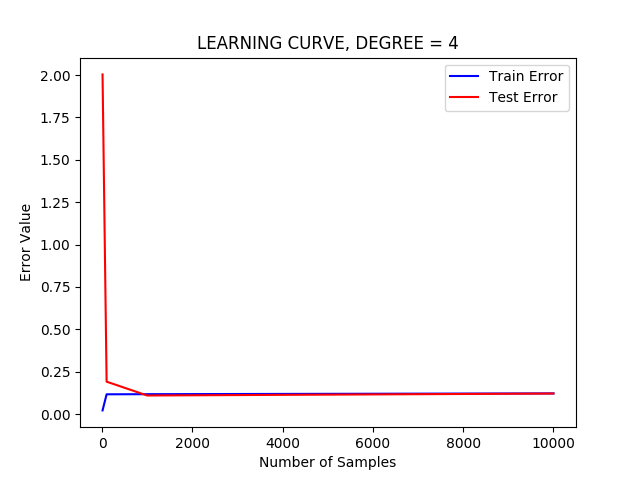 LEARNING CURVE, DEGREE = 4
Train Error
Test Error
2.00
1.75
1.50
1.25
1.00
0.75
0.50
0.25
0.00
Error Value
0 2000 4000 6000 8000 10000
Number of Samples